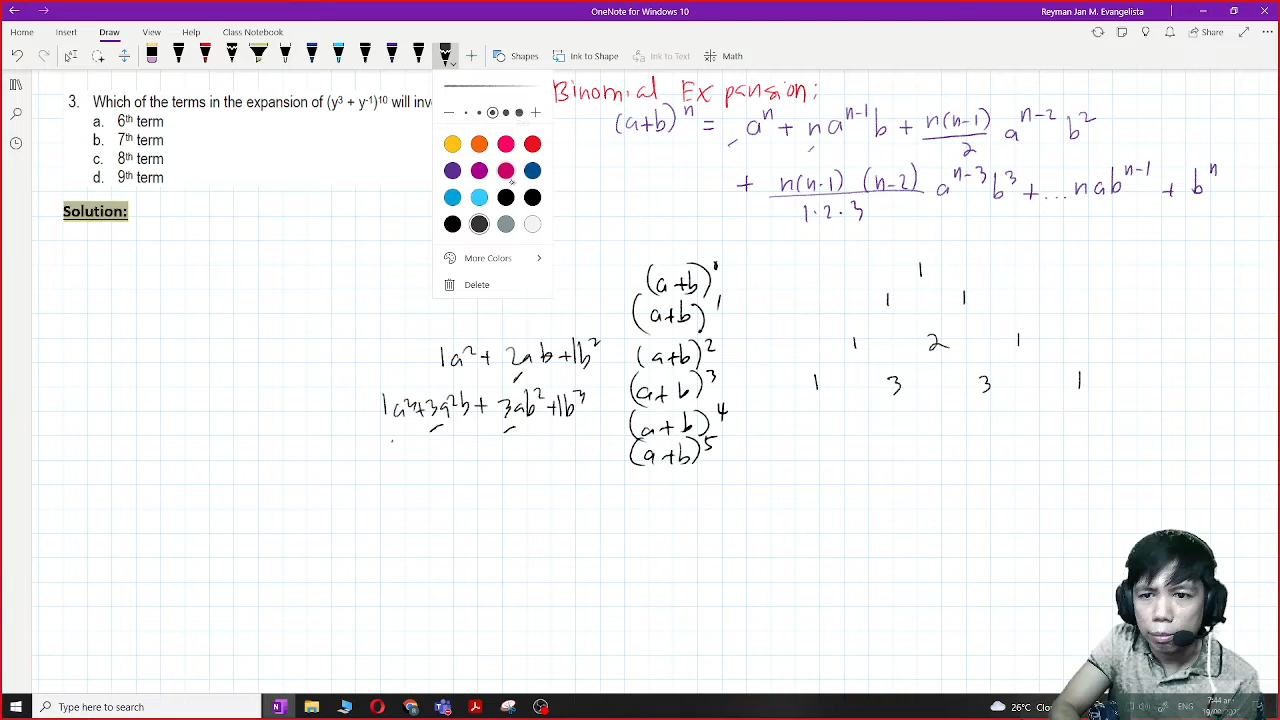 OneNote for Windows 10
Reyman Jan M. Evangelista
Home Insert Draw View Help Class Notebook
Share
Shapes Ink to Shape Ink to Text Math
3. Which of the terms in the expansion of (y³ + y⁻¹)¹⁰ will inv
a. 6th term
b. 7th term
c. 8th term
d. 9th term
Solution:
More Colors
Delete
Binomial Expansion:
(a+b)ⁿ = aⁿ + naⁿ⁻¹b + n(n-1)/2 aⁿ⁻² b²
+ n(n-1)(n-2)/1·2·3 aⁿ⁻³b³ + ... nabⁿ⁻¹ + bⁿ
(a+b)⁰ 1
(a+b)¹ 1 1
1a² + 2ab + 1b² (a+b)² 1 2 1
1a³+3a²b + 3ab² + 1b³ (a+b)³ 1 3 3 1
(a+b)⁴
(a+b)⁵
Type here to search
26°C
ENG
7:44 am